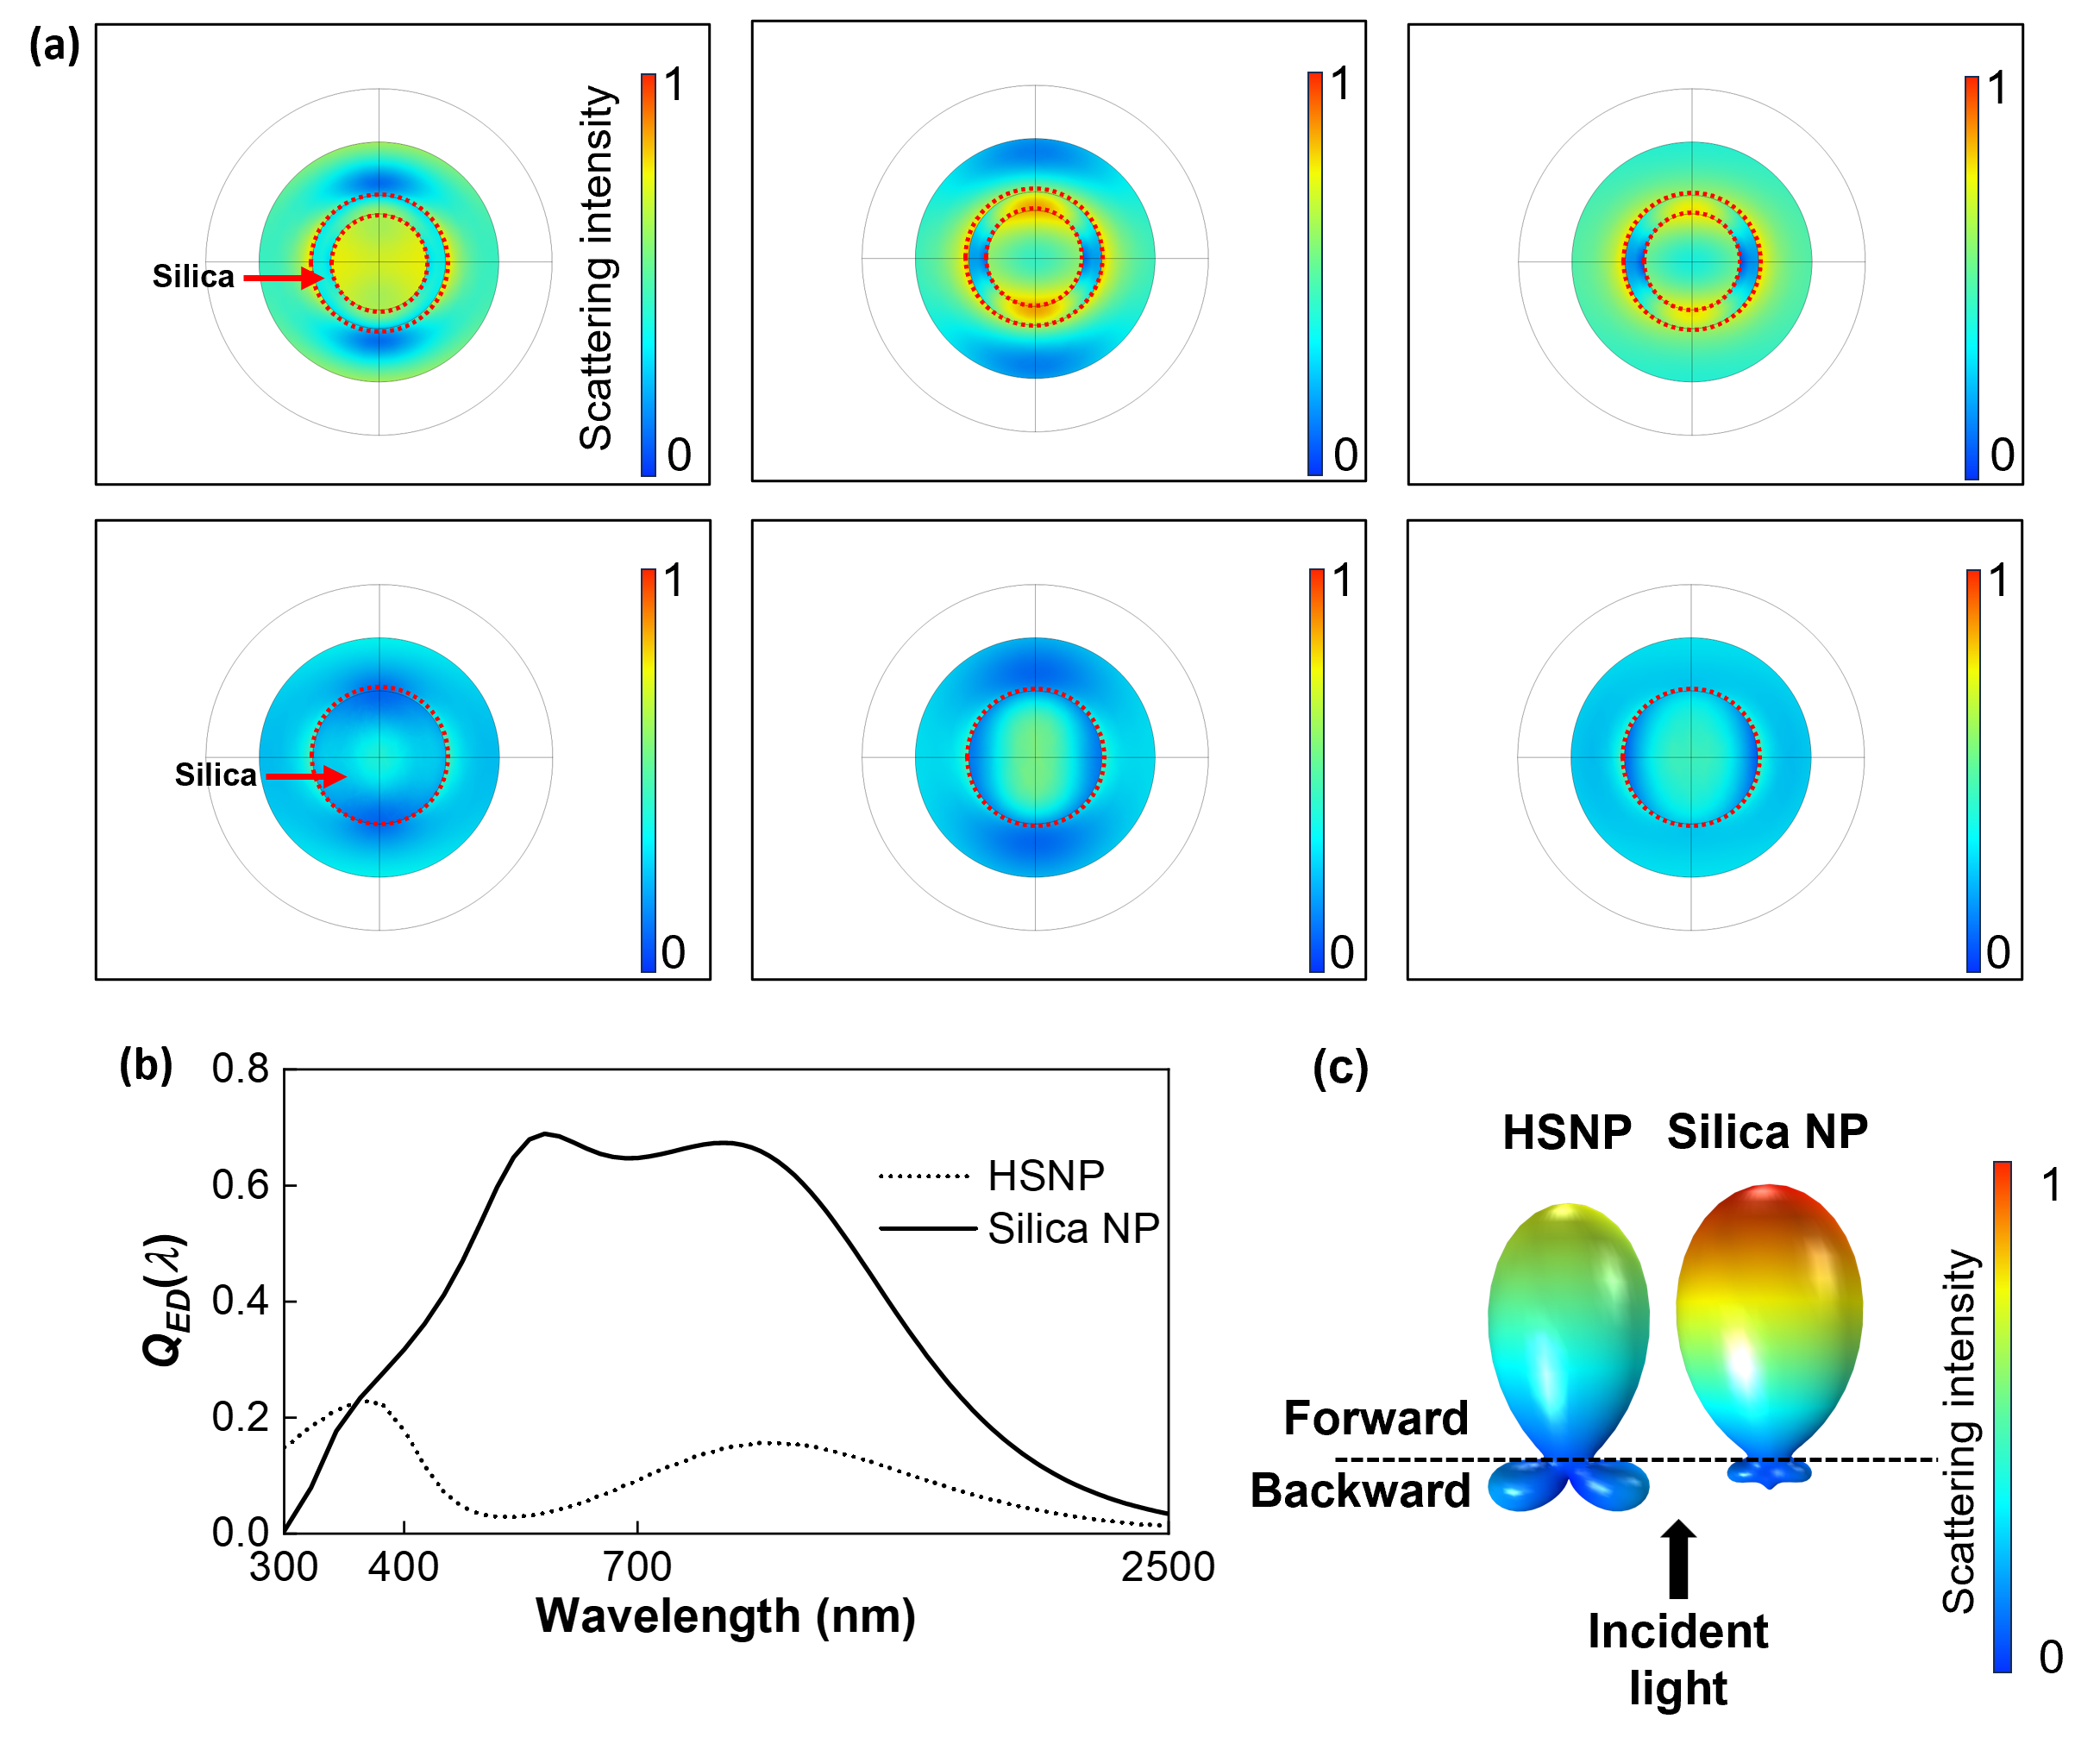 (a)
Scattering intensity
1
0
Silica
1
0
1
0
Silica
1
0
1
0
1
0
(b)
0.8
0.6
0.4
0.2
0.0
Q_ED(λ)
HSNP
Silica NP
300 400 700 2500
Wavelength (nm)
(c)
HSNP Silica NP
Forward
Backward
Incident
light
Scattering intensity
1
0